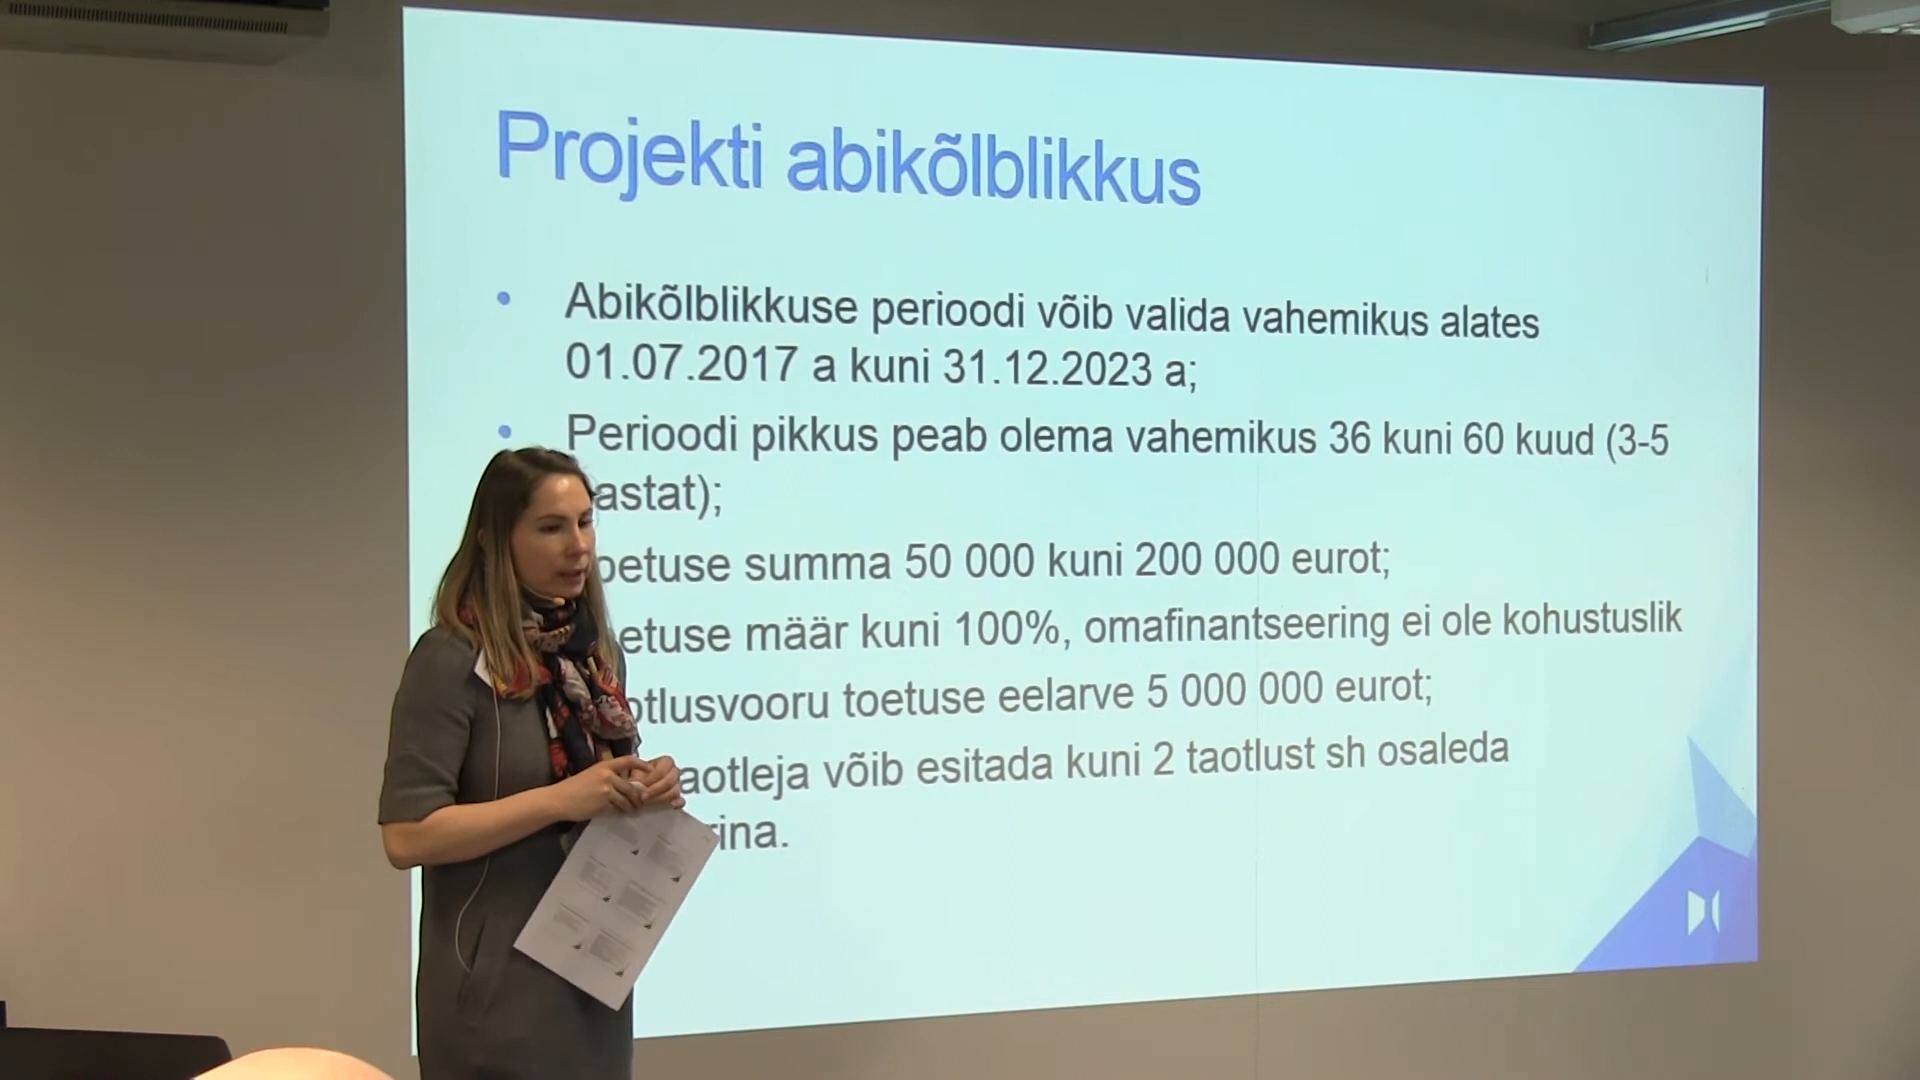 Projekti abikõlblikkus
• Abikõlblikkuse perioodi võib valida vahemikus alates
01.07.2017 a kuni 31.12.2023 a;
• Perioodi pikkus peab olema vahemikus 36 kuni 60 kuud (3-5
astat);
oetuse summa 50 000 kuni 200 000 eurot;
etuse määr kuni 100%, omafinantseering ei ole kohustuslik
otlusvooru toetuse eelarve 5 000 000 eurot;
aotleja võib esitada kuni 2 taotlust sh osaleda
rina.